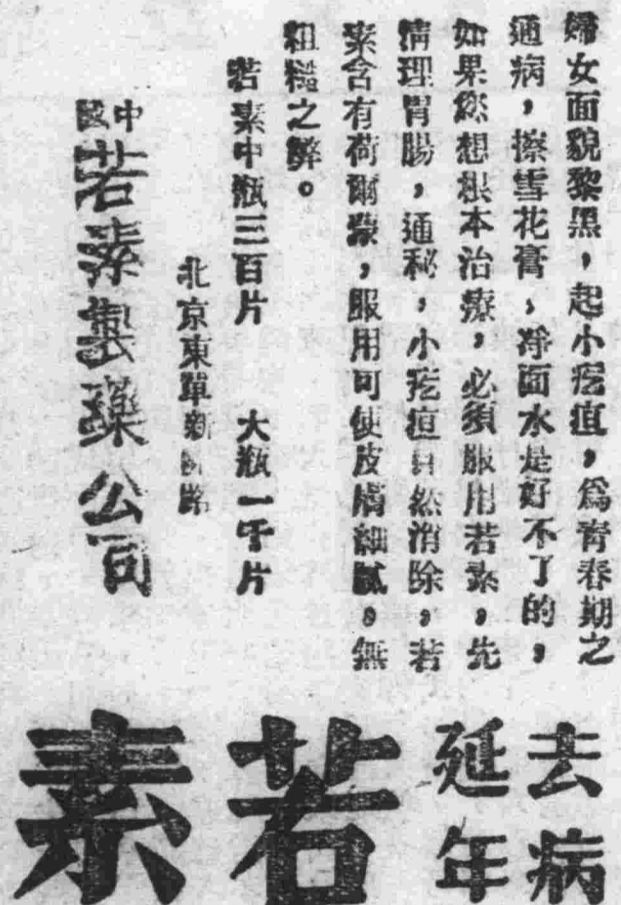 婦女面貌黎黑，起小疙疸，為青春期之
通病，擦雪花膏、凈面水是好不了的，
如果您想根本治療，必須服用若素，先
清理胃腸，通秘，小疙疸自然消除，若
素含有荷爾蒙，服用可使皮膚細膩，無
粗糙之弊。
若素中瓶三百片 大瓶一千片
北京東單新開路
中國
若素製藥公司
去病
延年
若素